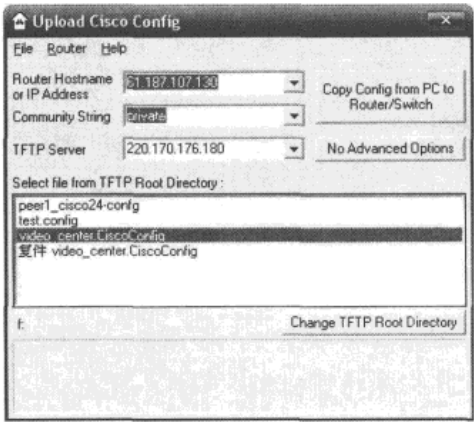 Upload Cisco Config
File Router Help
Router Hostname
or IP Address
61.187.107.130
Copy Config from PC to
Router/Switch
Community String
private
TFTP Server
220.170.176.180
No Advanced Options
Select file from TFTP Root Directory :
peer1_cisco24-confg
test.config
video_center.CiscoConfig
复件 video_center.CiscoConfig
f:
Change TFTP Root Directory